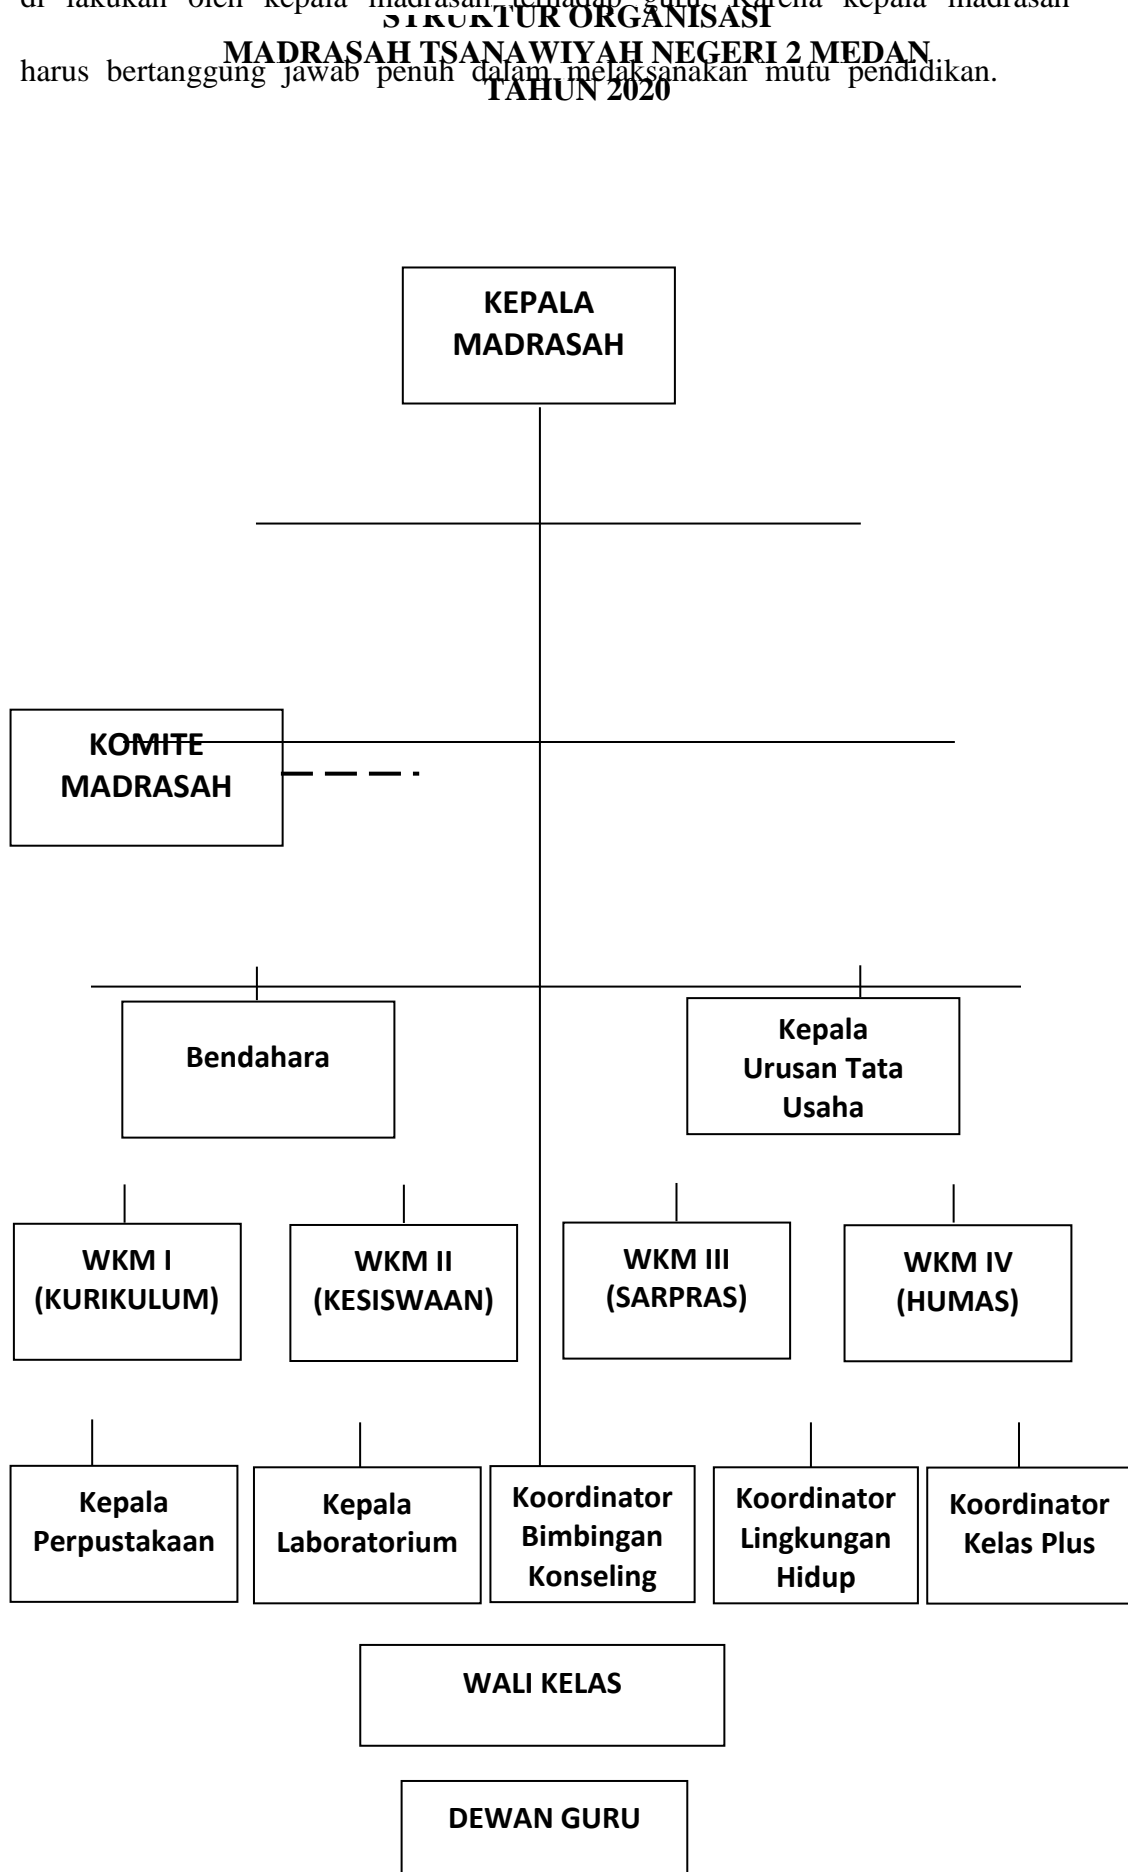 di lakukan oleh kepala madrasah terhadap guru. Karena kepala madrasah
STRUKTUR ORGANISASI
MADRASAH TSANAWIYAH NEGERI 2 MEDAN
harus bertanggung jawab penuh dalam melaksanakan mutu pendidikan.
TAHUN 2020
KEPALA
MADRASAH
KOMITE
MADRASAH
Bendahara
Kepala
Urusan Tata
Usaha
WKM I
(KURIKULUM)
WKM II
(KESISWAAN)
WKM III
(SARPRAS)
WKM IV
(HUMAS)
Kepala
Perpustakaan
Kepala
Laboratorium
Koordinator
Bimbingan
Konseling
Koordinator
Lingkungan
Hidup
Koordinator
Kelas Plus
WALI KELAS
DEWAN GURU